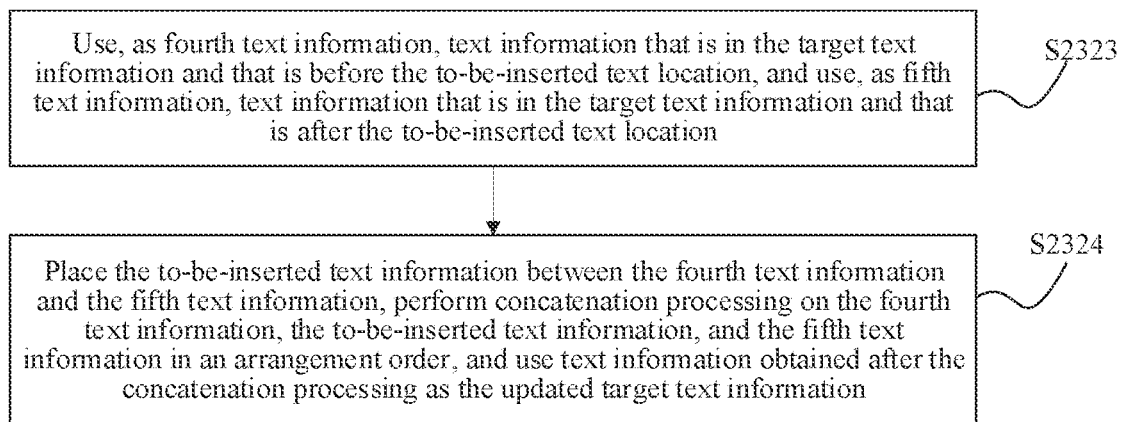 Use, as fourth text information, text information that is in the target text
information and that is before the to-be-inserted text location, and use, as fifth
text information, text information that is in the target text information and that
is after the to-be-inserted text location
S2323
Place the to-be-inserted text information between the fourth text information
and the fifth text information, perform concatenation processing on the fourth
text information, the to-be-inserted text information, and the fifth text
information in an arrangement order, and use text information obtained after the
concatenation processing as the updated target text information
S2324